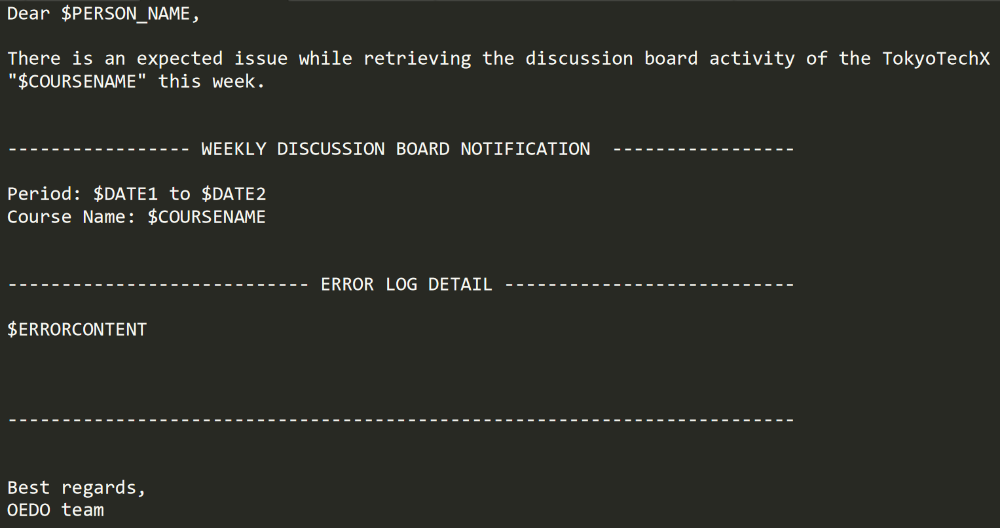 Dear $PERSON_NAME,
There is an expected issue while retrieving the discussion board activity of the TokyoTechX
"$COURSENAME" this week.
----------------- WEEKLY DISCUSSION BOARD NOTIFICATION  -----------------
Period: $DATE1 to $DATE2
Course Name: $COURSENAME
---------------------------- ERROR LOG DETAIL ---------------------------
$ERRORCONTENT
-------------------------------------------------------------------------
Best regards,
OEDO team